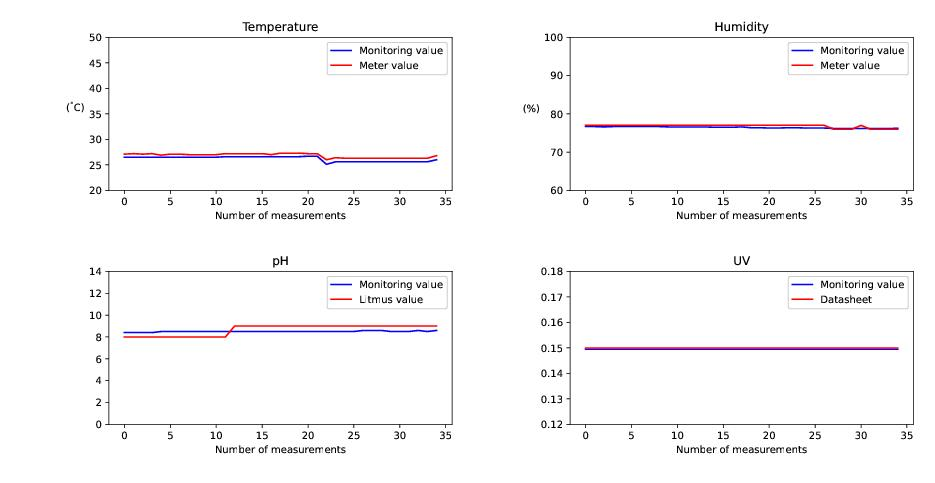 Temperature
50
45
40
35
30
25
20
(°C)
Monitoring value
Meter value
0 5 10 15 20 25 30 35
Number of measurements
Humidity
100
90
80
70
60
(%)
Monitoring value
Meter value
0 5 10 15 20 25 30 35
Number of measurements
pH
14
12
10
8
6
4
2
0
Monitoring value
Litmus value
0 5 10 15 20 25 30 35
Number of measurements
UV
0.18
0.17
0.16
0.15
0.14
0.13
0.12
Monitoring value
Datasheet
0 5 10 15 20 25 30 35
Number of measurements